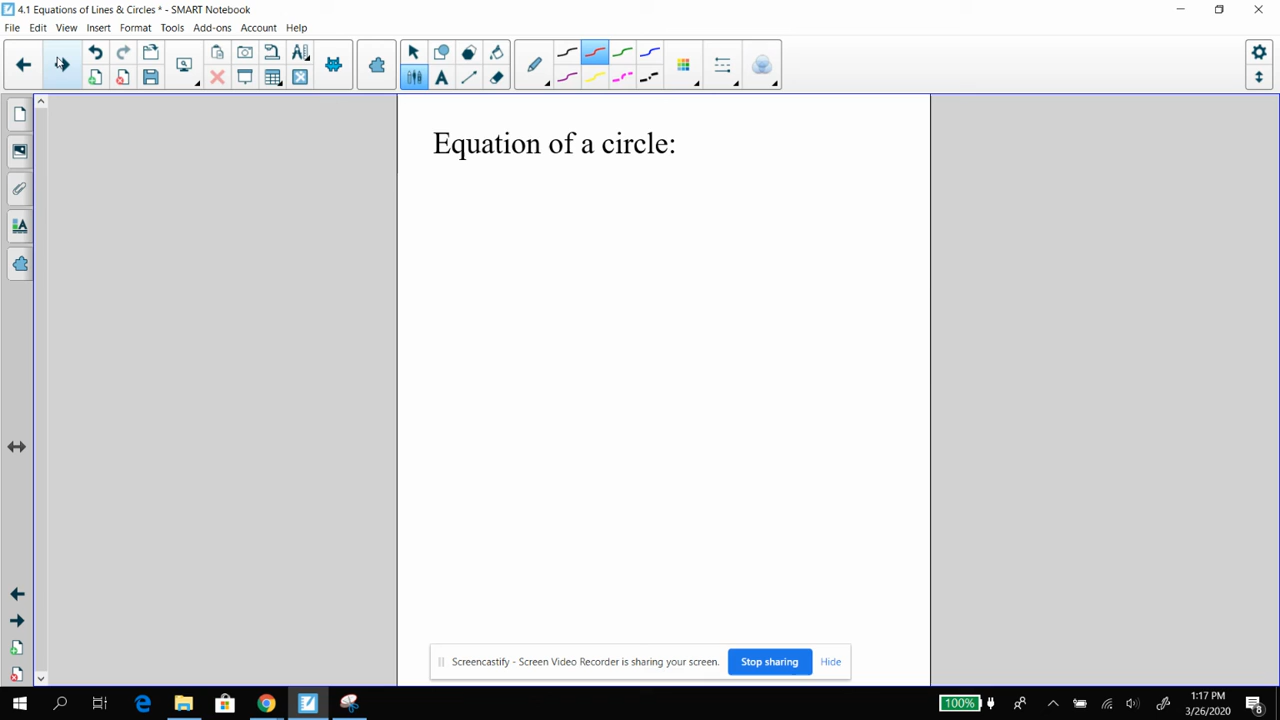 4.1 Equations of Lines & Circles * - SMART Notebook
File Edit View Insert Format Tools Add-ons Account Help
Equation of a circle:
Screencastify - Screen Video Recorder is sharing your screen. Stop sharing Hide
100%
1:17 PM
3/26/2020
8